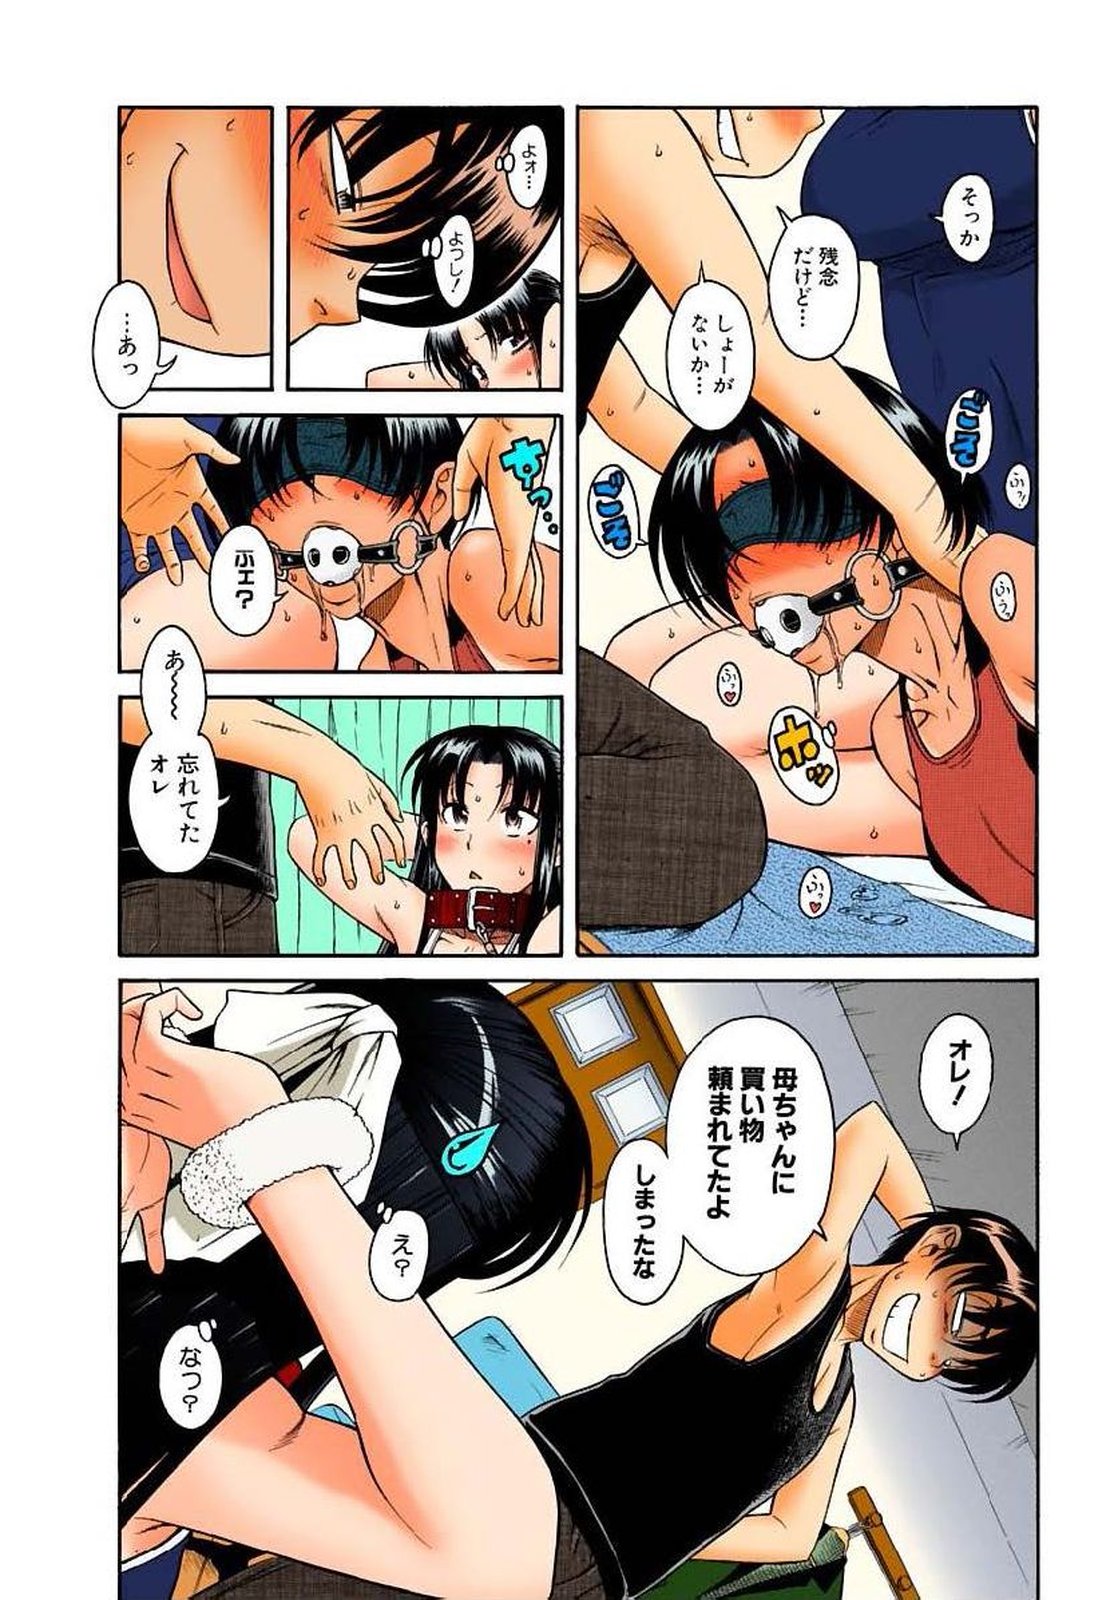 そっか
残念
だけど…
しょーが
ないか…
ごそ
ごそ
ふっ!
ふぅ
ふっ♥
ホッ
ふっ♥
よォ…
よつし!
…あっ
すっ…
ふェ?
あ～～～
忘れてた
オレ
オレ!
母ちゃんに
買い物
頼まれてたよ
しまったな
え?
なっ?